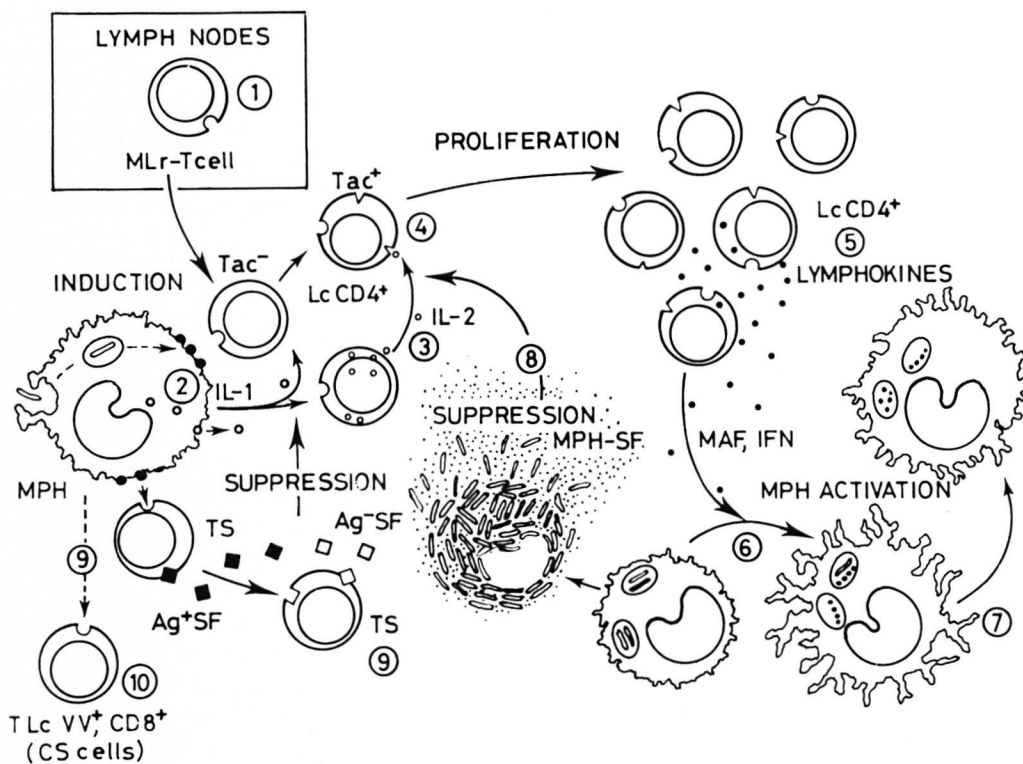 LYMPH NODES
①
MLr-Tcell
PROLIFERATION
Tac⁺
④
Lc CD4⁺
⑤
LYMPHOKINES
Tac⁻
INDUCTION
Lc CD4⁺
IL-2
③
②
IL-1
⑧
SUPPRESSION
MPH-SF
MAF, IFN
MPH
SUPPRESSION
MPH ACTIVATION
TS
Ag⁻SF
⑥
⑨
Ag⁺SF
TS
⑨
⑦
⑩
T Lc VV⁺, CD8⁺
(CS cells)